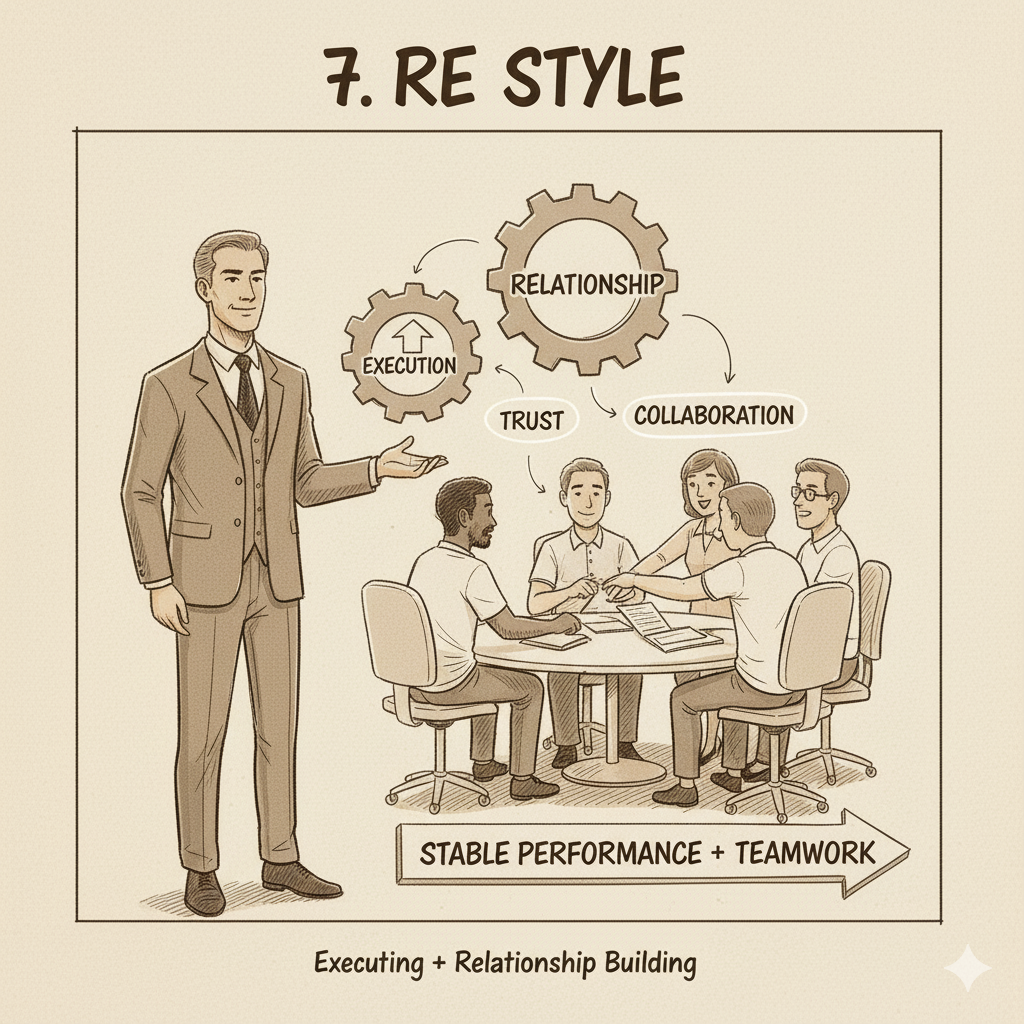 7. RE STYLE
RELATIONSHIP
EXECUTION
TRUST
COLLABORATION
STABLE PERFORMANCE + TEAMWORK
Executing + Relationship Building